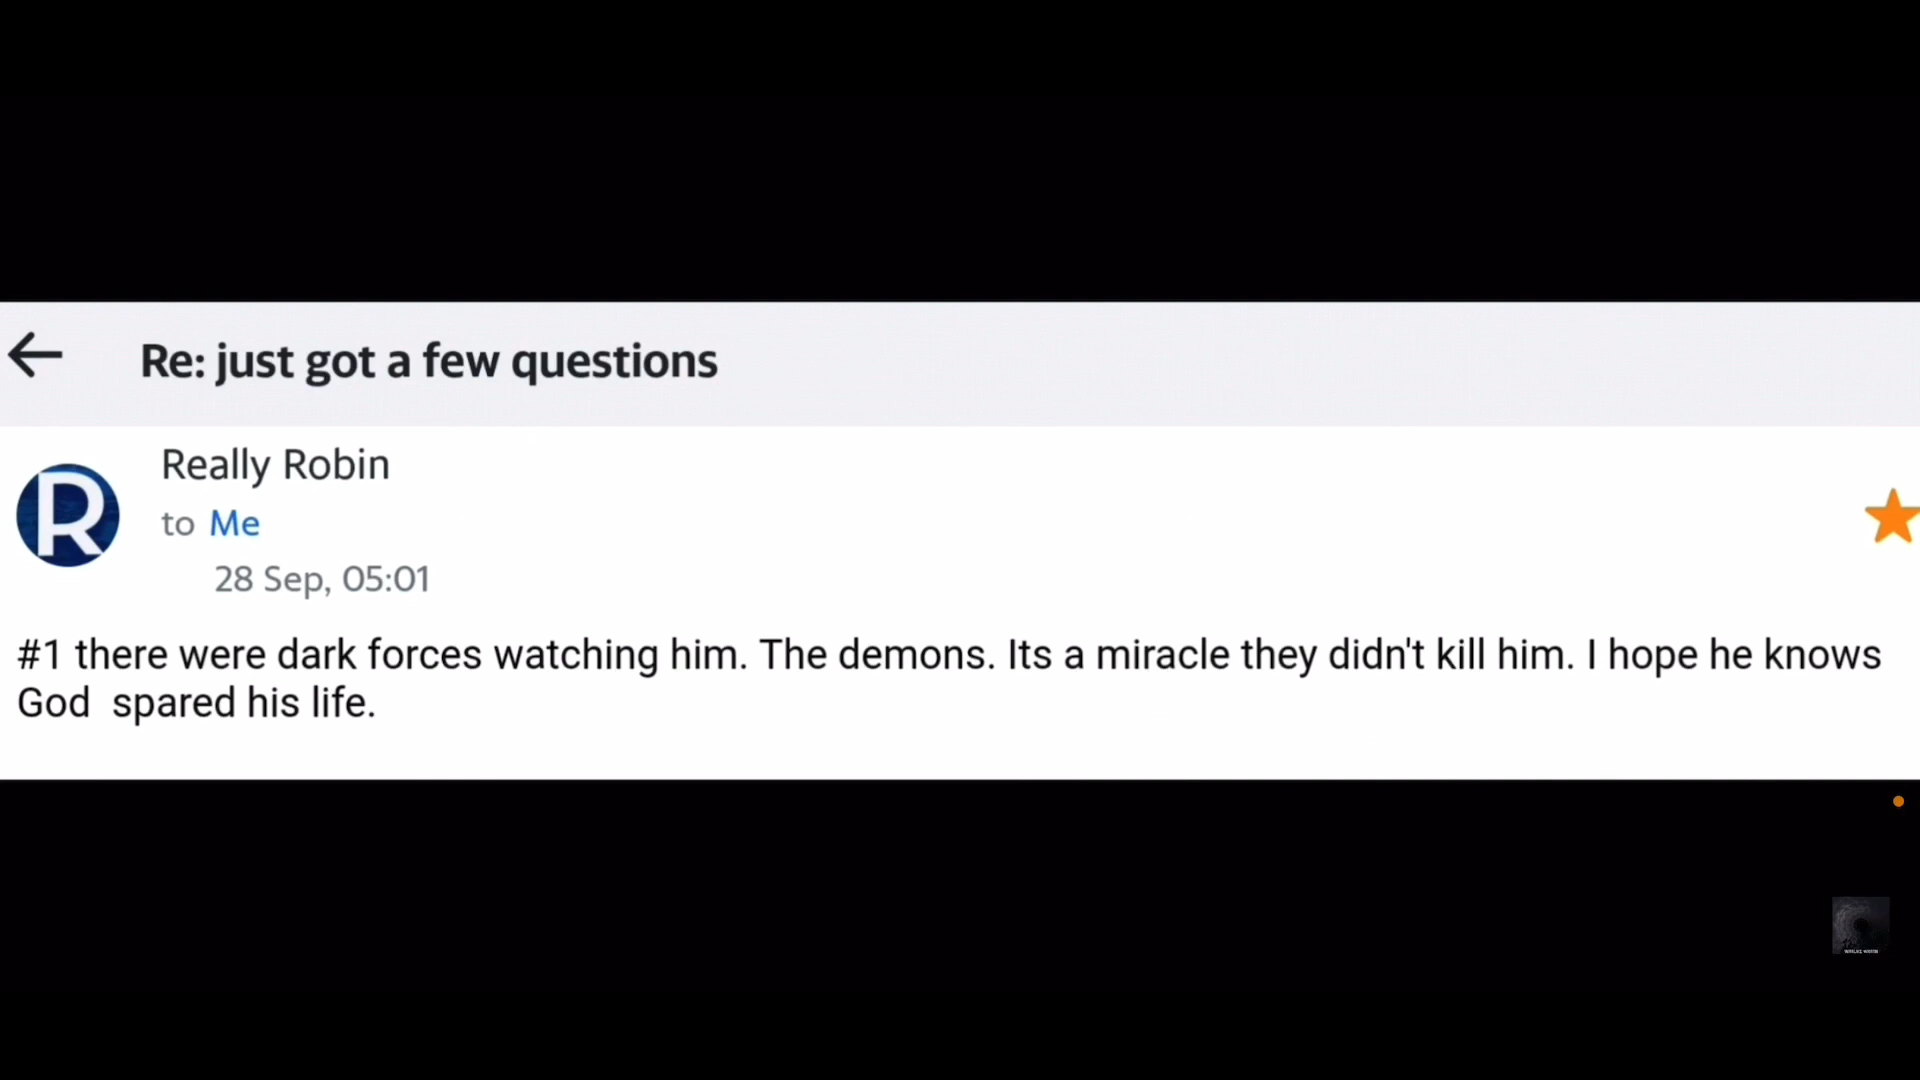 Re: just got a few questions
R
Really Robin
to Me
28 Sep, 05:01
#1 there were dark forces watching him. The demons. Its a miracle they didn't kill him. I hope he knows
God  spared his life.